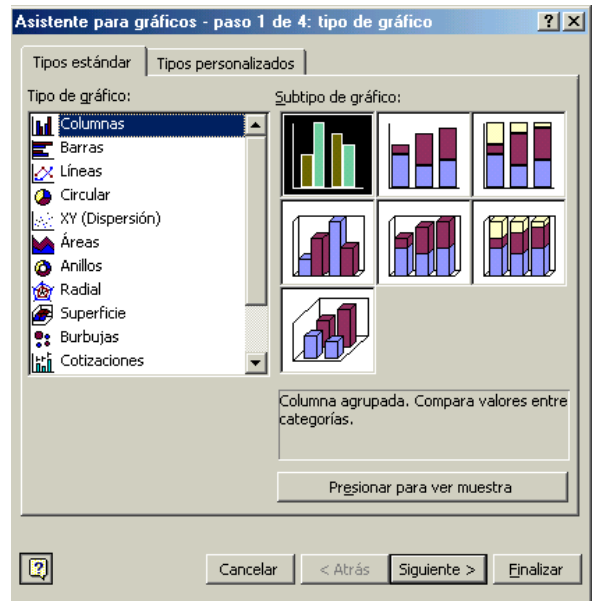 Asistente para gráficos - paso 1 de 4: tipo de gráfico
Tipos estándar
Tipos personalizados
Tipo de gráfico:
Columnas
Barras
Líneas
Circular
XY (Dispersión)
Áreas
Anillos
Radial
Superficie
Burbujas
Cotizaciones
Subtipo de gráfico:
Columna agrupada. Compara valores entre
categorías.
Presionar para ver muestra
Cancelar
< Atrás
Siguiente >
Finalizar